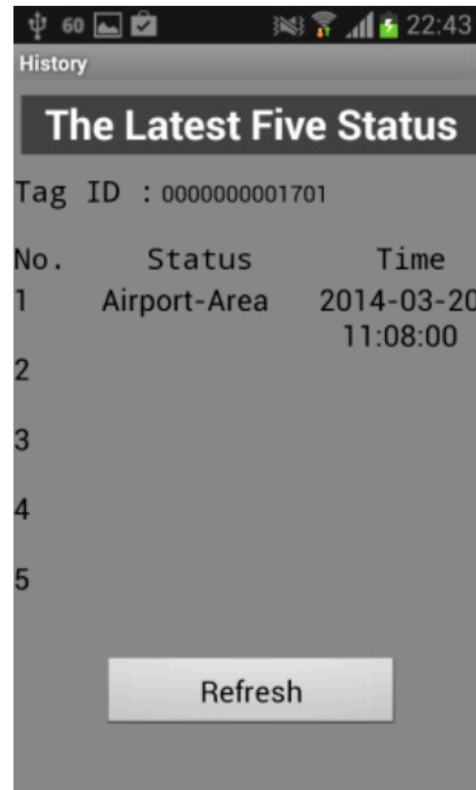 60 22:43
History
The Latest Five Status
Tag ID : 0000000001701
No. Status Time
1 Airport-Area 2014-03-20
11:08:00
2
3
4
5
Refresh